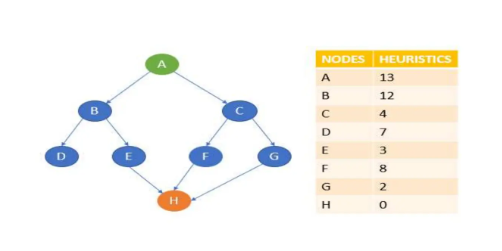 A
B
C
D
E
F
G
H
NODES HEURISTICS
A 13
B 12
C 4
D 7
E 3
F 8
G 2
H 0